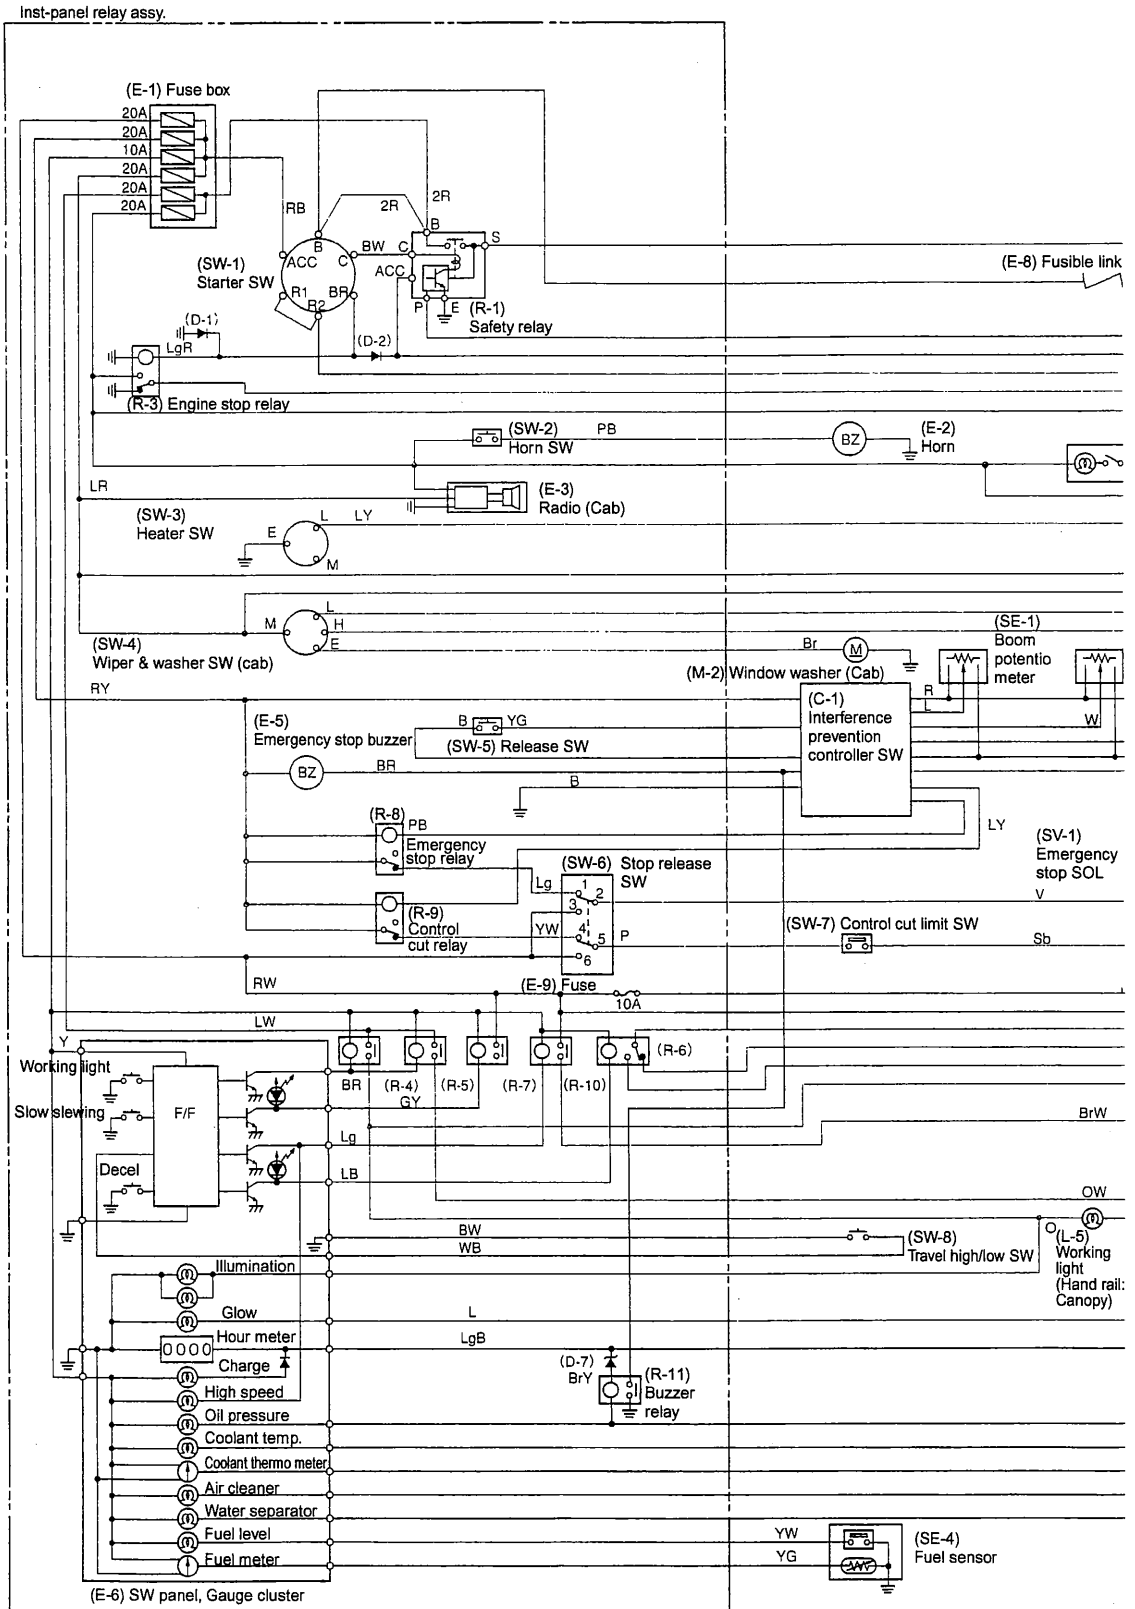 Inst-panel relay assy.
(E-1) Fuse box
20A
20A
10A
20A
20A
20A
RB
2R
2R
B
B
S
(SW-1)
Starter SW
ACC
C
BW
C
ACC
R1
BR
R2
P
E
(R-1)
Safety relay
(E-8) Fusible link
(D-1)
LgR
(D-2)
(R-3) Engine stop relay
(SW-2)
Horn SW
PB
BZ
(E-2)
Horn
LR
(E-3)
Radio (Cab)
(SW-3)
Heater SW
L
LY
E
M
(SW-4)
Wiper & washer SW (cab)
M
L
H
E
Br
M
(M-2) Window washer (Cab)
(SE-1)
Boom
potentio
meter
RY
(E-5)
Emergency stop buzzer
B
YG
(SW-5) Release SW
(C-1)
Interference
prevention
controller SW
R
L
W
BZ
BR
B
LY
(R-8)
PB
Emergency
stop relay
(SW-6) Stop release
SW
(SV-1)
Emergency
stop SOL
Lg
1
2
3
4
5
6
V
(R-9)
Control
cut relay
YW
P
(SW-7) Control cut limit SW
Sb
RW
(E-9) Fuse
10A
LW
Y
Working light
BR
(R-4)
(R-5)
(R-7)
(R-10)
(R-6)
GY
Slow slewing
F/F
BrW
Lg
Decel
LB
OW
BW
WB
(SW-8)
Travel high/low SW
O
(L-5)
Working
light
(Hand rail:
Canopy)
Illumination
Glow
L
Hour meter
0000
LgB
Charge
(D-7)
BrY
(R-11)
Buzzer
relay
High speed
Oil pressure
Coolant temp.
Coolant thermo meter
Air cleaner
Water separator
Fuel level
YW
(SE-4)
Fuel sensor
Fuel meter
YG
(E-6) SW panel, Gauge cluster